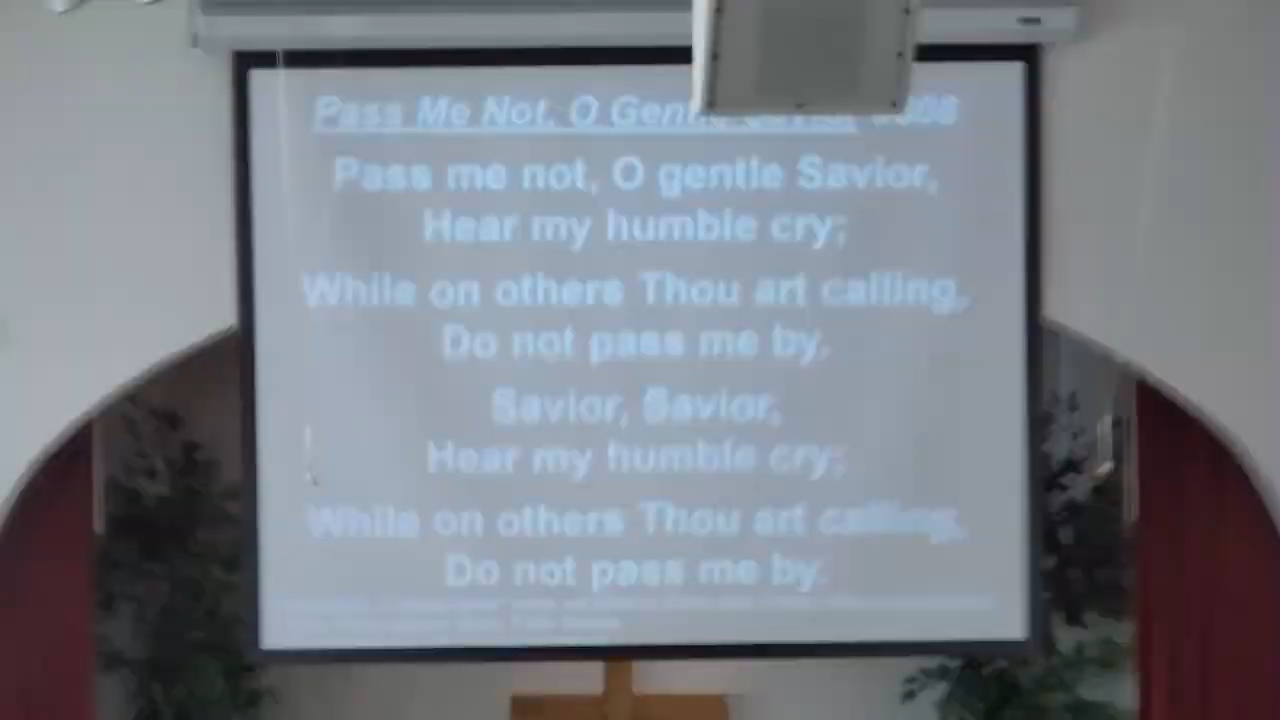 Pass Me Not, O Gentle
Pass me not, O gentle Savior,
Hear my humble cry;
While on others Thou art calling,
Do not pass me by.
Savior, Savior,
Hear my humble cry;
While on others Thou art calling,
Do not pass me by.